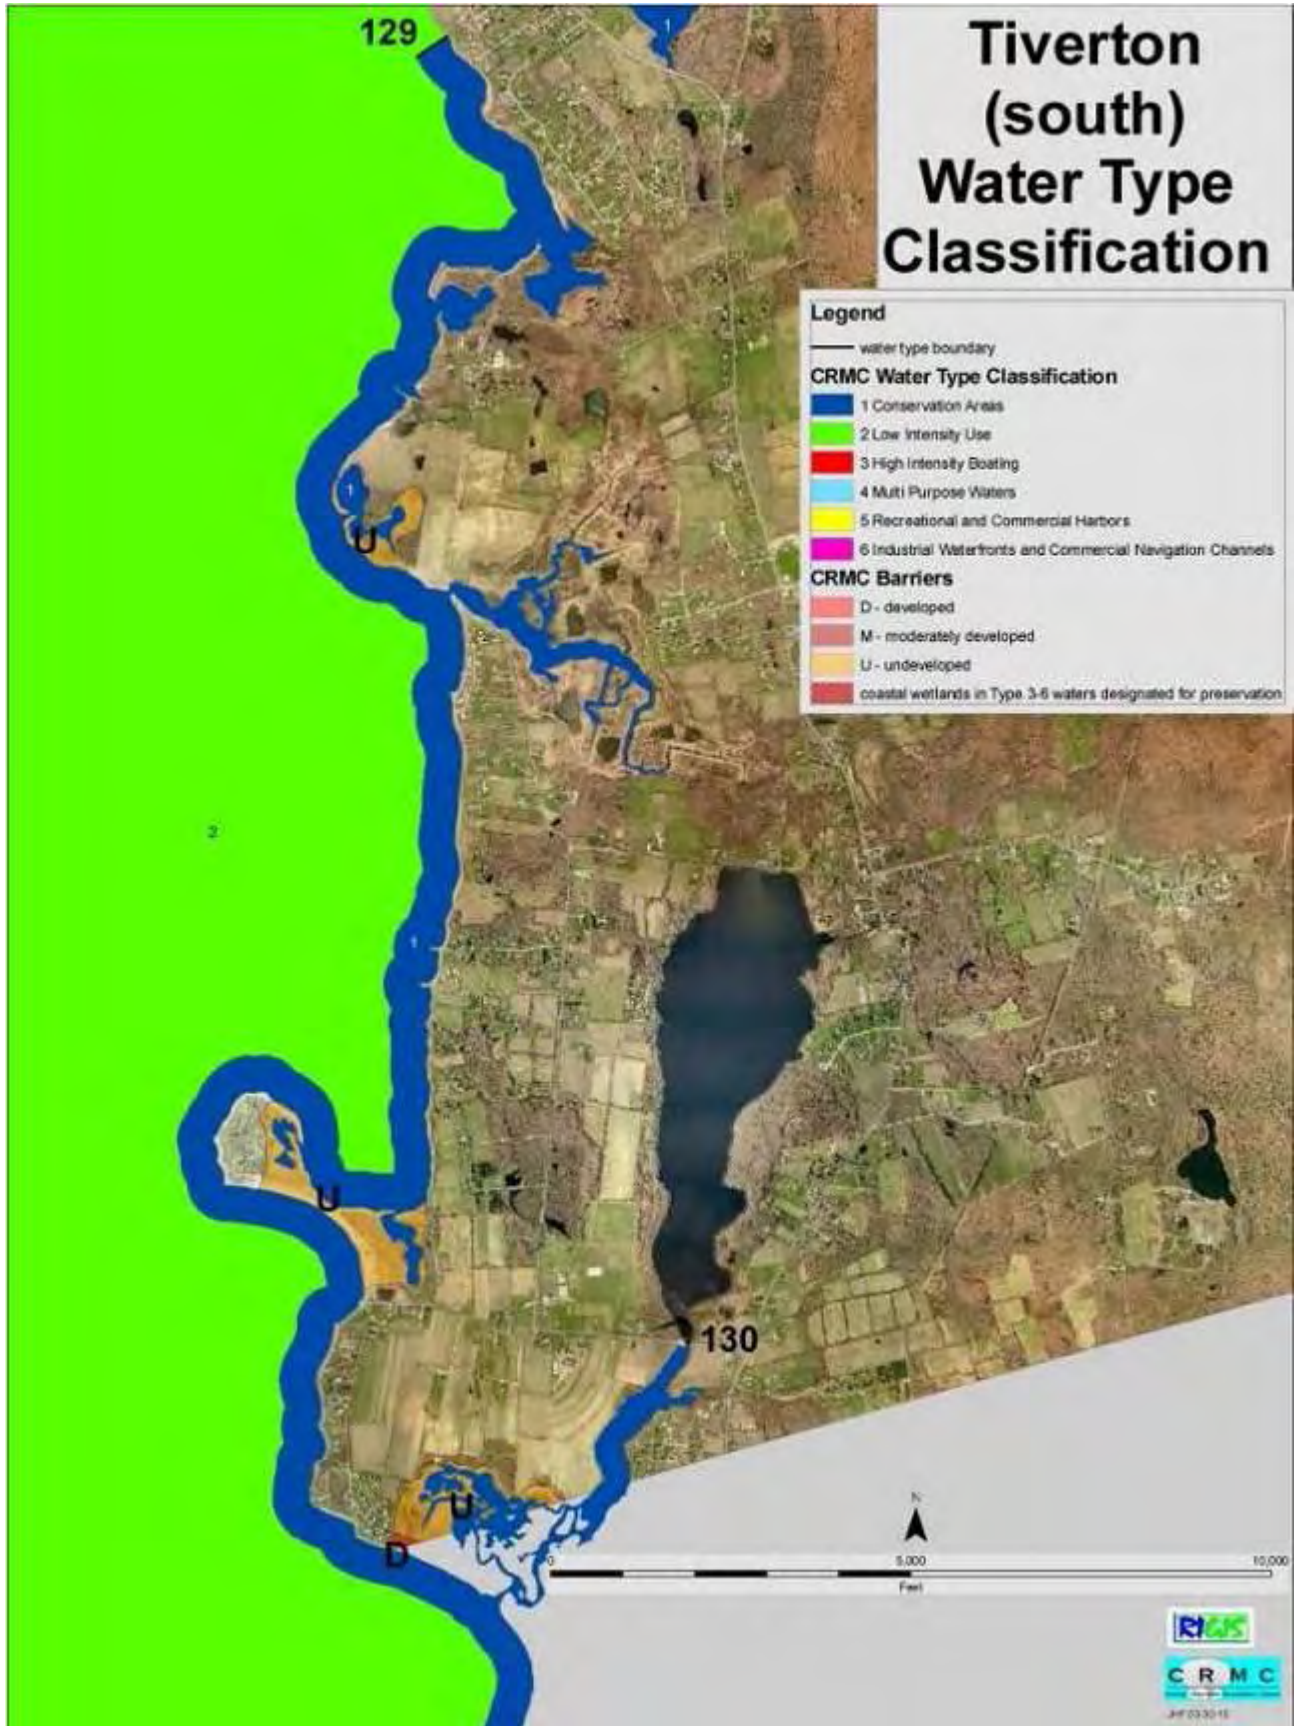 129
1
Tiverton
(south)
Water Type
Classification
Legend
water type boundary
CRMC Water Type Classification
1 Conservation Areas
2 Low Intensity Use
3 High Intensity Boating
4 Multi Purpose Waters
5 Recreational and Commercial Harbors
6 Industrial Waterfronts and Commercial Navigation Channels
CRMC Barriers
D - developed
M - moderately developed
U - undeveloped
coastal wetlands in Type 3-6 waters designated for preservation
1
U
2
1
U
130
U
D
N
0 5,000 10,000
Feet
RIGIS
CRMC